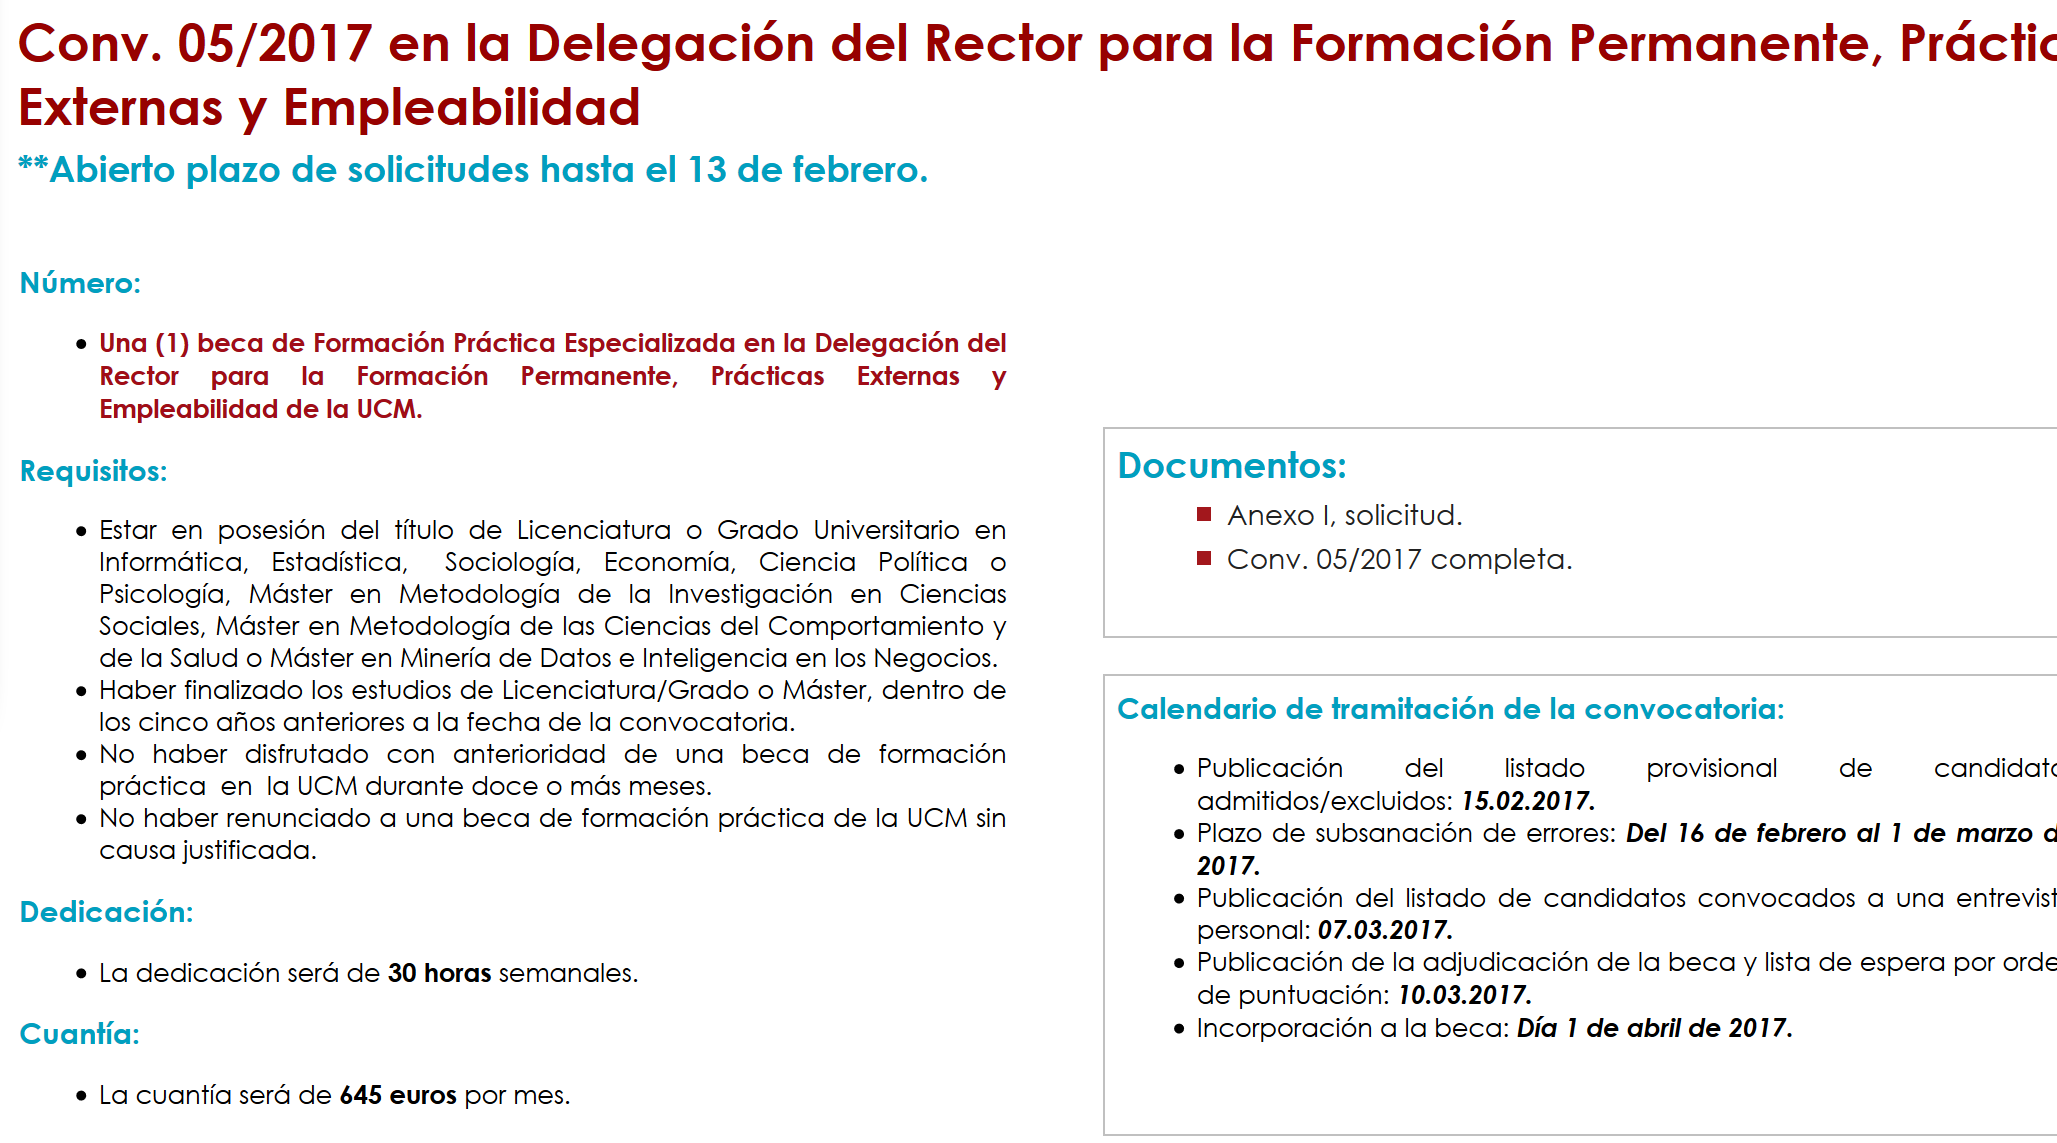 Conv. 05/2017 en la Delegación del Rector para la Formación Permanente, Práctic
Externas y Empleabilidad
**Abierto plazo de solicitudes hasta el 13 de febrero.
Número:
• Una (1) beca de Formación Práctica Especializada en la Delegación del
Rector para la Formación Permanente, Prácticas Externas y
Empleabilidad de la UCM.
Requisitos:
• Estar en posesión del título de Licenciatura o Grado Universitario en
Informática, Estadística, Sociología, Economía, Ciencia Política o
Psicología, Máster en Metodología de la Investigación en Ciencias
Sociales, Máster en Metodología de las Ciencias del Comportamiento y
de la Salud o Máster en Minería de Datos e Inteligencia en los Negocios.
• Haber finalizado los estudios de Licenciatura/Grado o Máster, dentro de
los cinco años anteriores a la fecha de la convocatoria.
• No haber disfrutado con anterioridad de una beca de formación
práctica en la UCM durante doce o más meses.
• No haber renunciado a una beca de formación práctica de la UCM sin
causa justificada.
Dedicación:
• La dedicación será de 30 horas semanales.
Cuantía:
• La cuantía será de 645 euros por mes.
Documentos:
Anexo I, solicitud.
Conv. 05/2017 completa.
Calendario de tramitación de la convocatoria:
• Publicación del listado provisional de candidato
admitidos/excluidos: 15.02.2017.
• Plazo de subsanación de errores: Del 16 de febrero al 1 de marzo d
2017.
• Publicación del listado de candidatos convocados a una entrevist
personal: 07.03.2017.
• Publicación de la adjudicación de la beca y lista de espera por orde
de puntuación: 10.03.2017.
• Incorporación a la beca: Día 1 de abril de 2017.